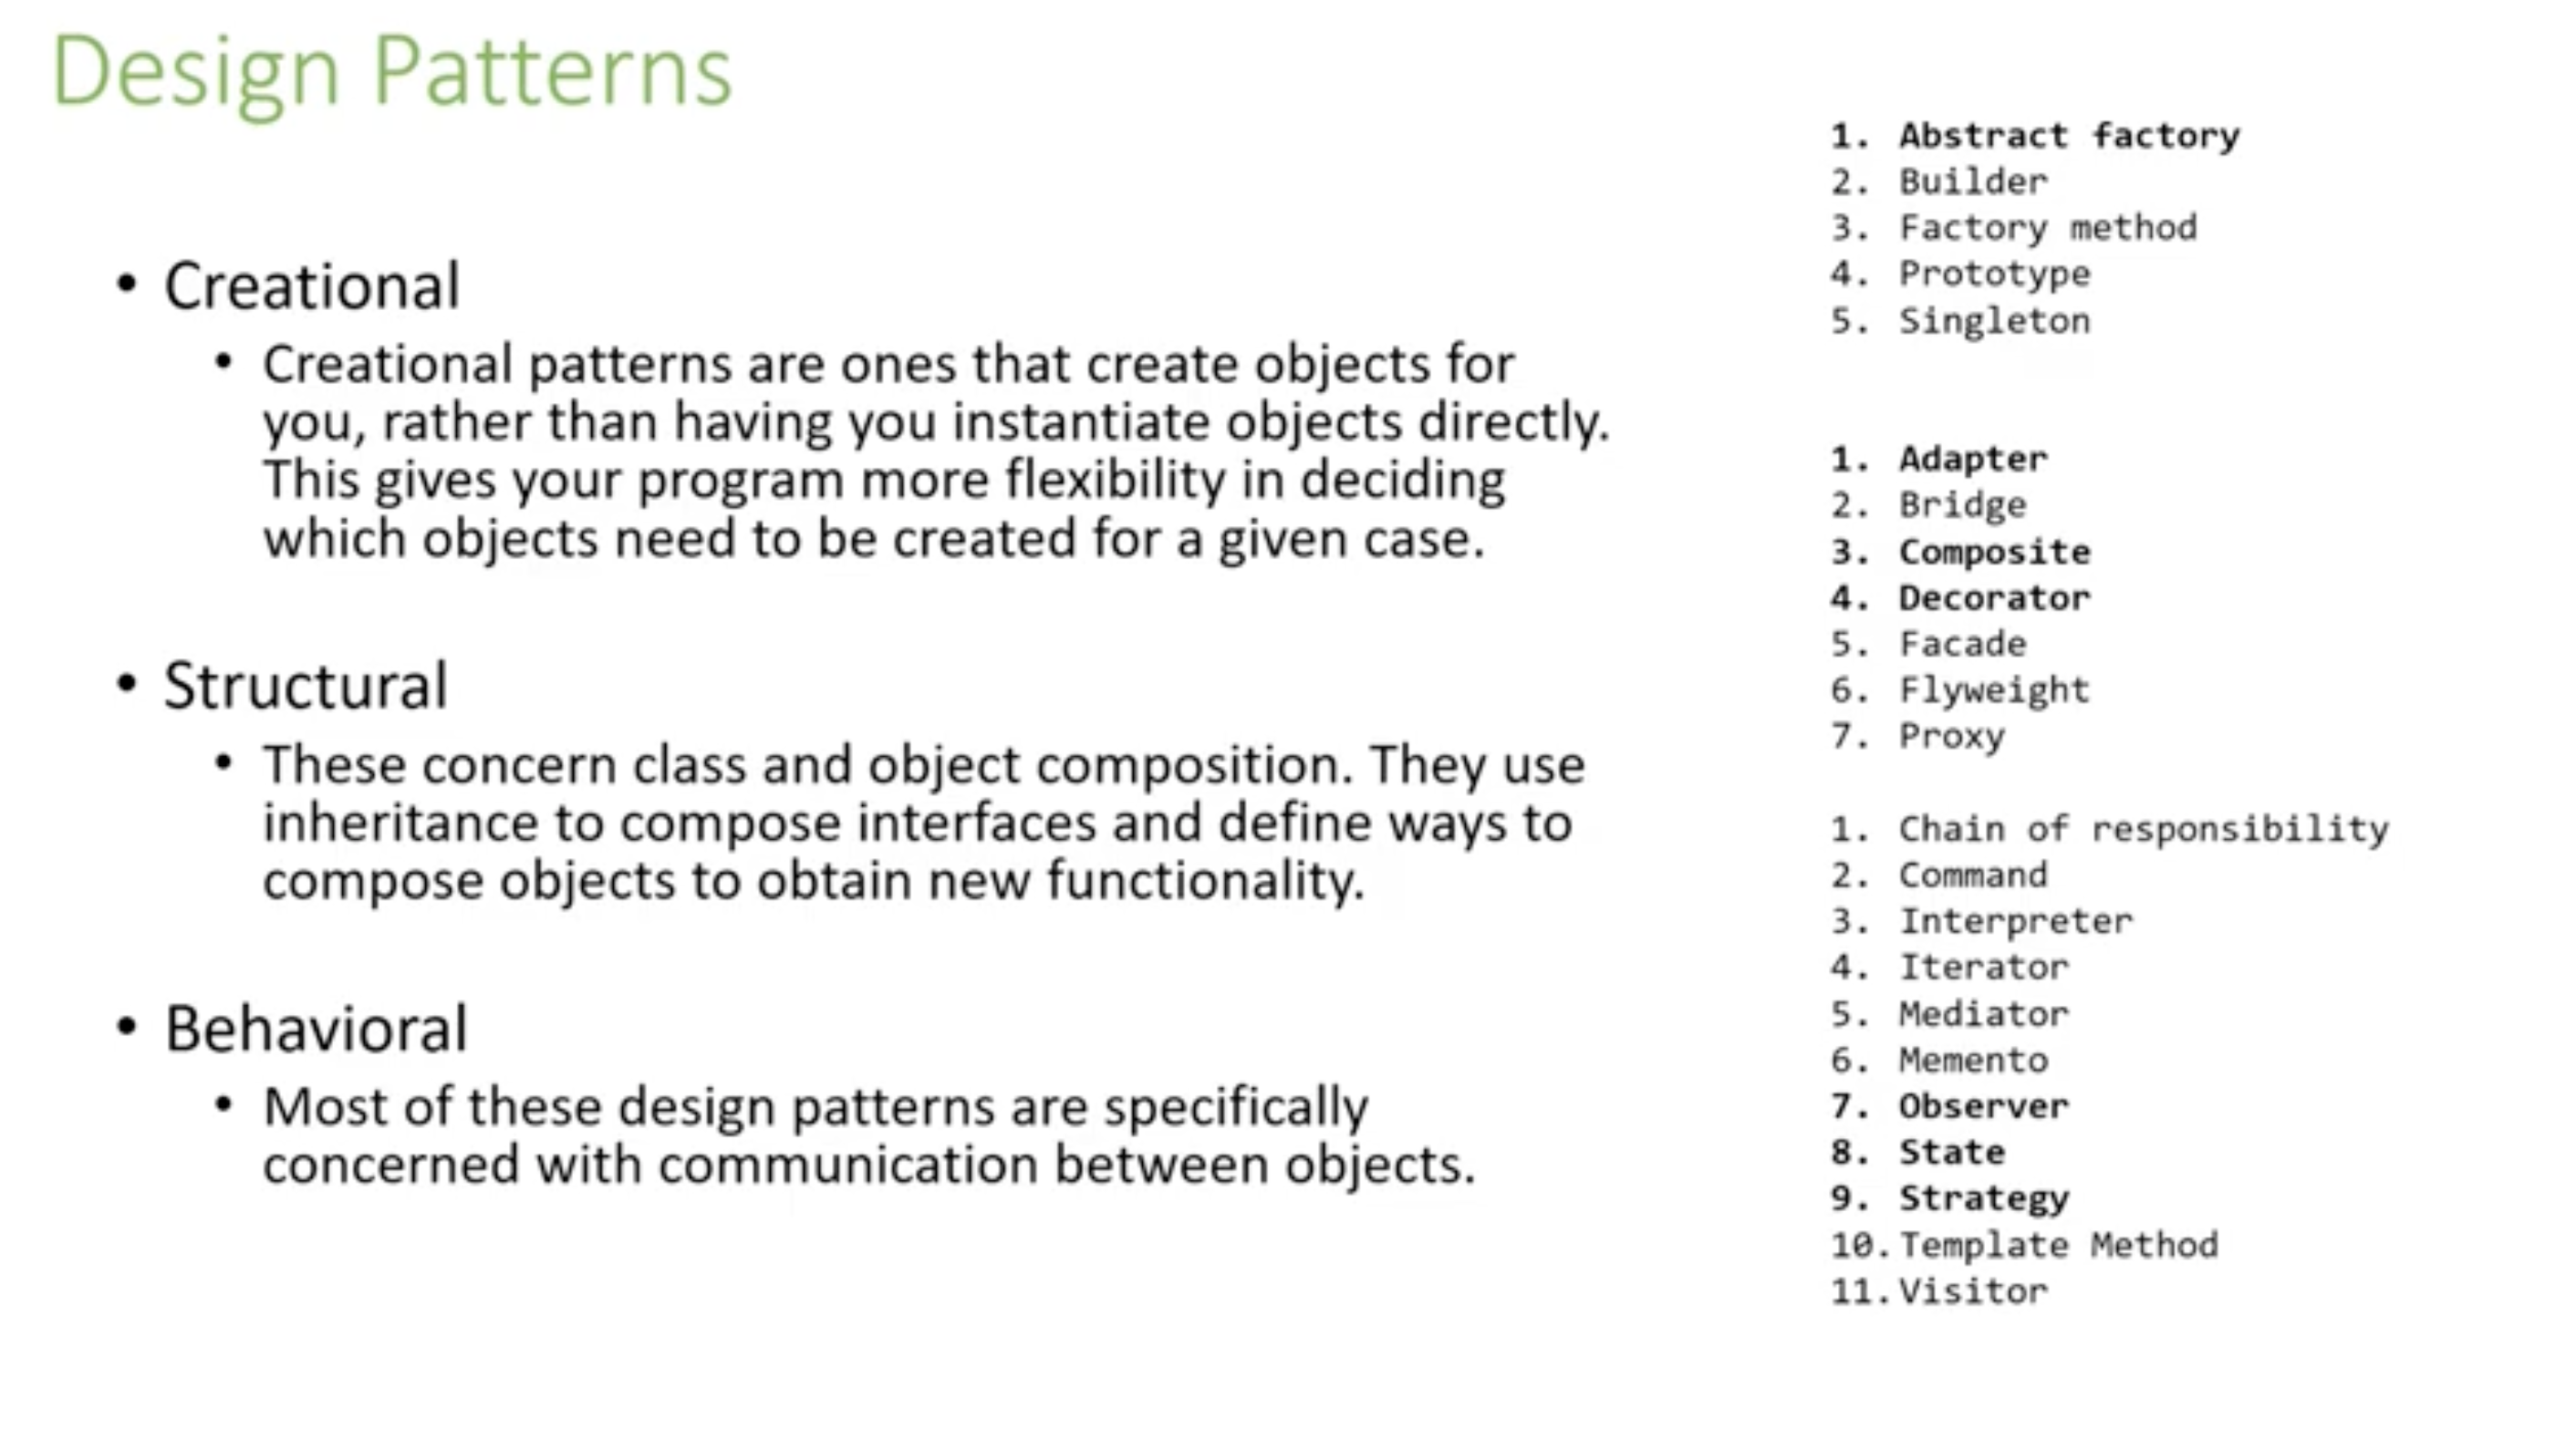 Design Patterns
• Creational
• Creational patterns are ones that create objects for
you, rather than having you instantiate objects directly.
This gives your program more flexibility in deciding
which objects need to be created for a given case.
• Structural
• These concern class and object composition. They use
inheritance to compose interfaces and define ways to
compose objects to obtain new functionality.
• Behavioral
• Most of these design patterns are specifically
concerned with communication between objects.
1. Abstract factory
2. Builder
3. Factory method
4. Prototype
5. Singleton
1. Adapter
2. Bridge
3. Composite
4. Decorator
5. Facade
6. Flyweight
7. Proxy
1. Chain of responsibility
2. Command
3. Interpreter
4. Iterator
5. Mediator
6. Memento
7. Observer
8. State
9. Strategy
10. Template Method
11. Visitor